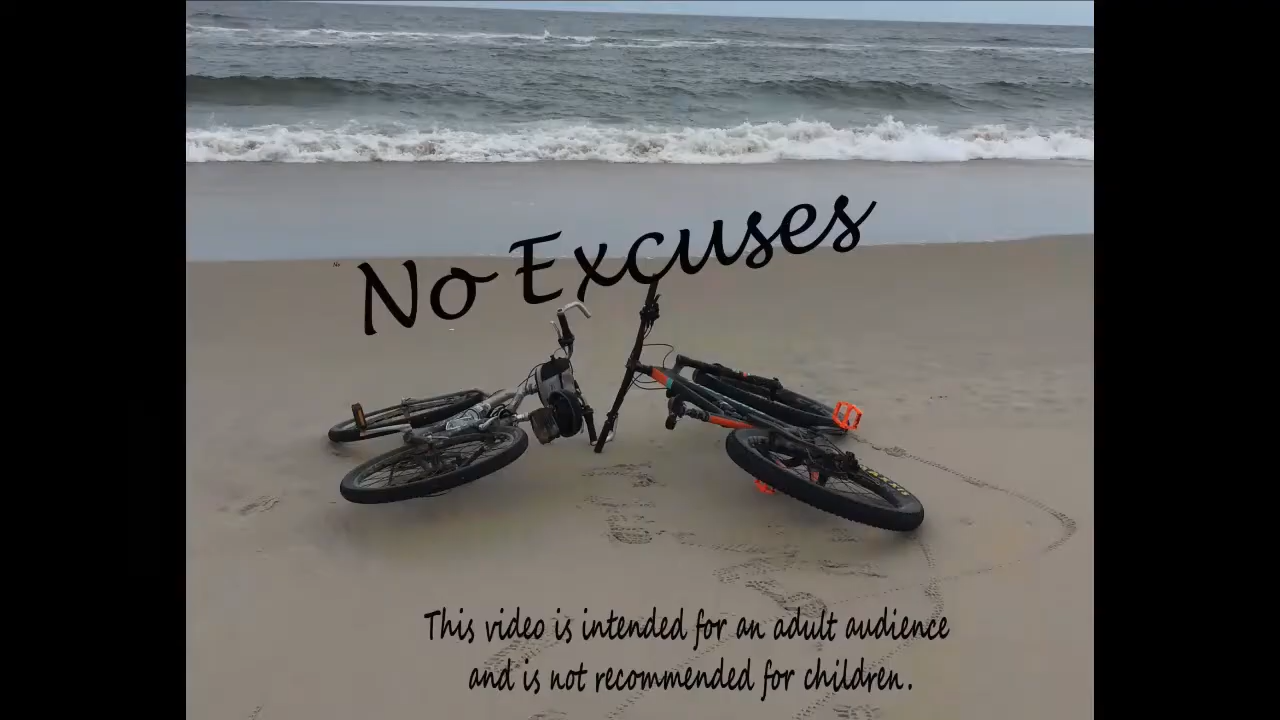 No Excuses
This video is intended for an adult audience
and is not recommended for children.